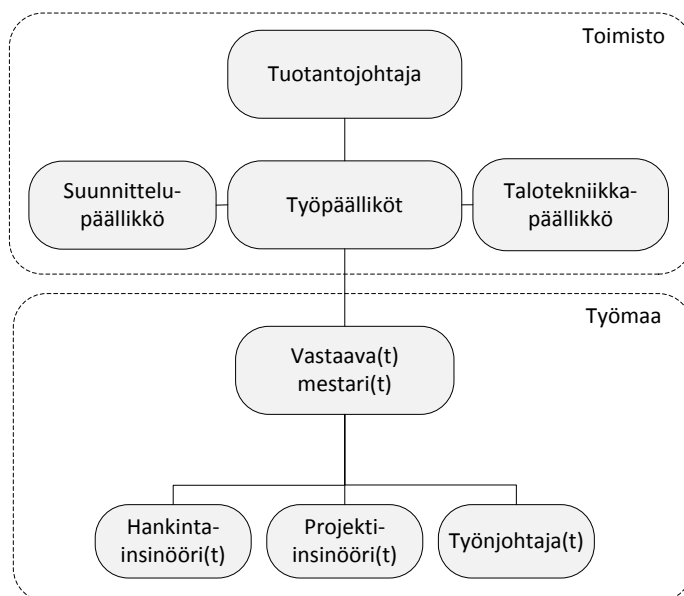 Toimisto
Tuotantojohtaja
Suunnittelu-
päällikkö
Työpäälliköt
Talotekniikka-
päällikkö
Työmaa
Vastaava(t)
mestari(t)
Hankinta-
insinööri(t)
Projekti-
insinööri(t)
Työnjohtaja(t)